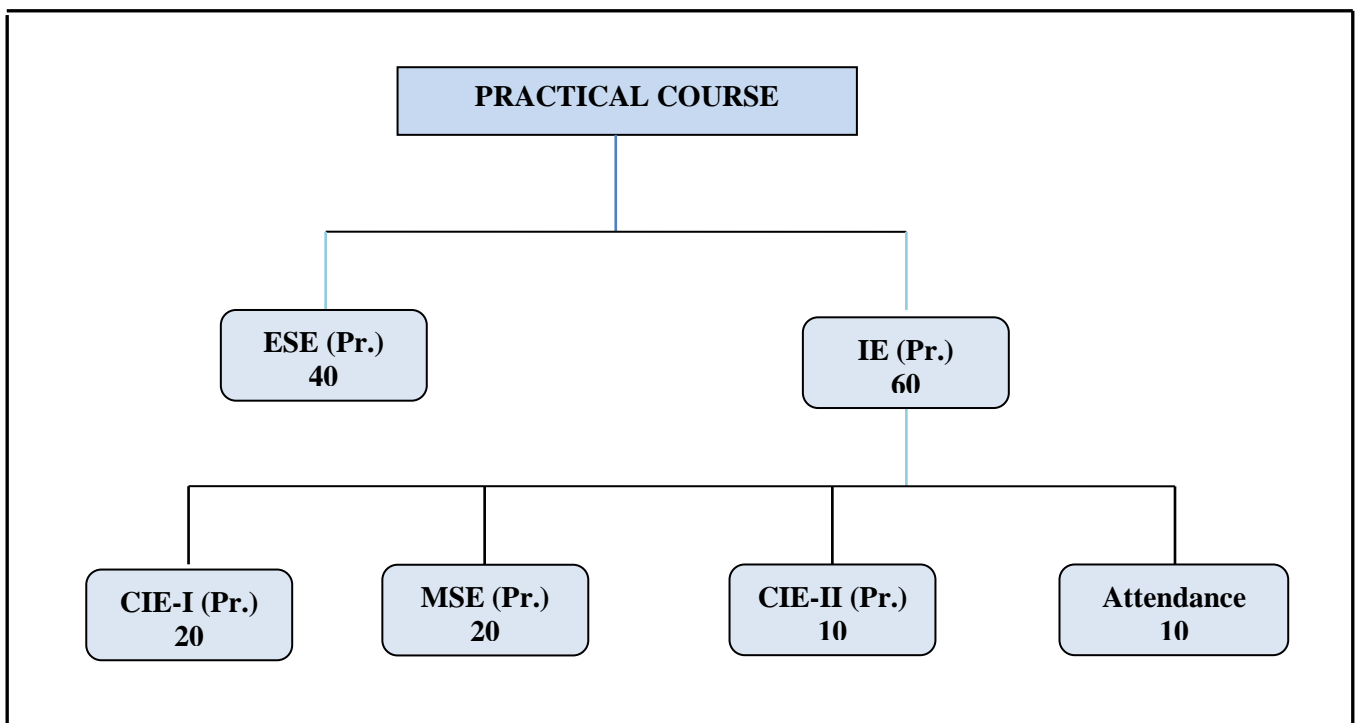 PRACTICAL COURSE
ESE (Pr.)
40
IE (Pr.)
60
CIE-I (Pr.)
20
MSE (Pr.)
20
CIE-II (Pr.)
10
Attendance
10